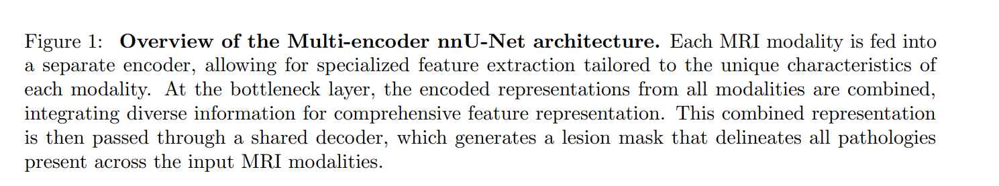 Figure 1: Overview of the Multi-encoder nnU-Net architecture. Each MRI modality is fed into
a separate encoder, allowing for specialized feature extraction tailored to the unique characteristics of
each modality. At the bottleneck layer, the encoded representations from all modalities are combined,
integrating diverse information for comprehensive feature representation. This combined representation
is then passed through a shared decoder, which generates a lesion mask that delineates all pathologies
present across the input MRI modalities.